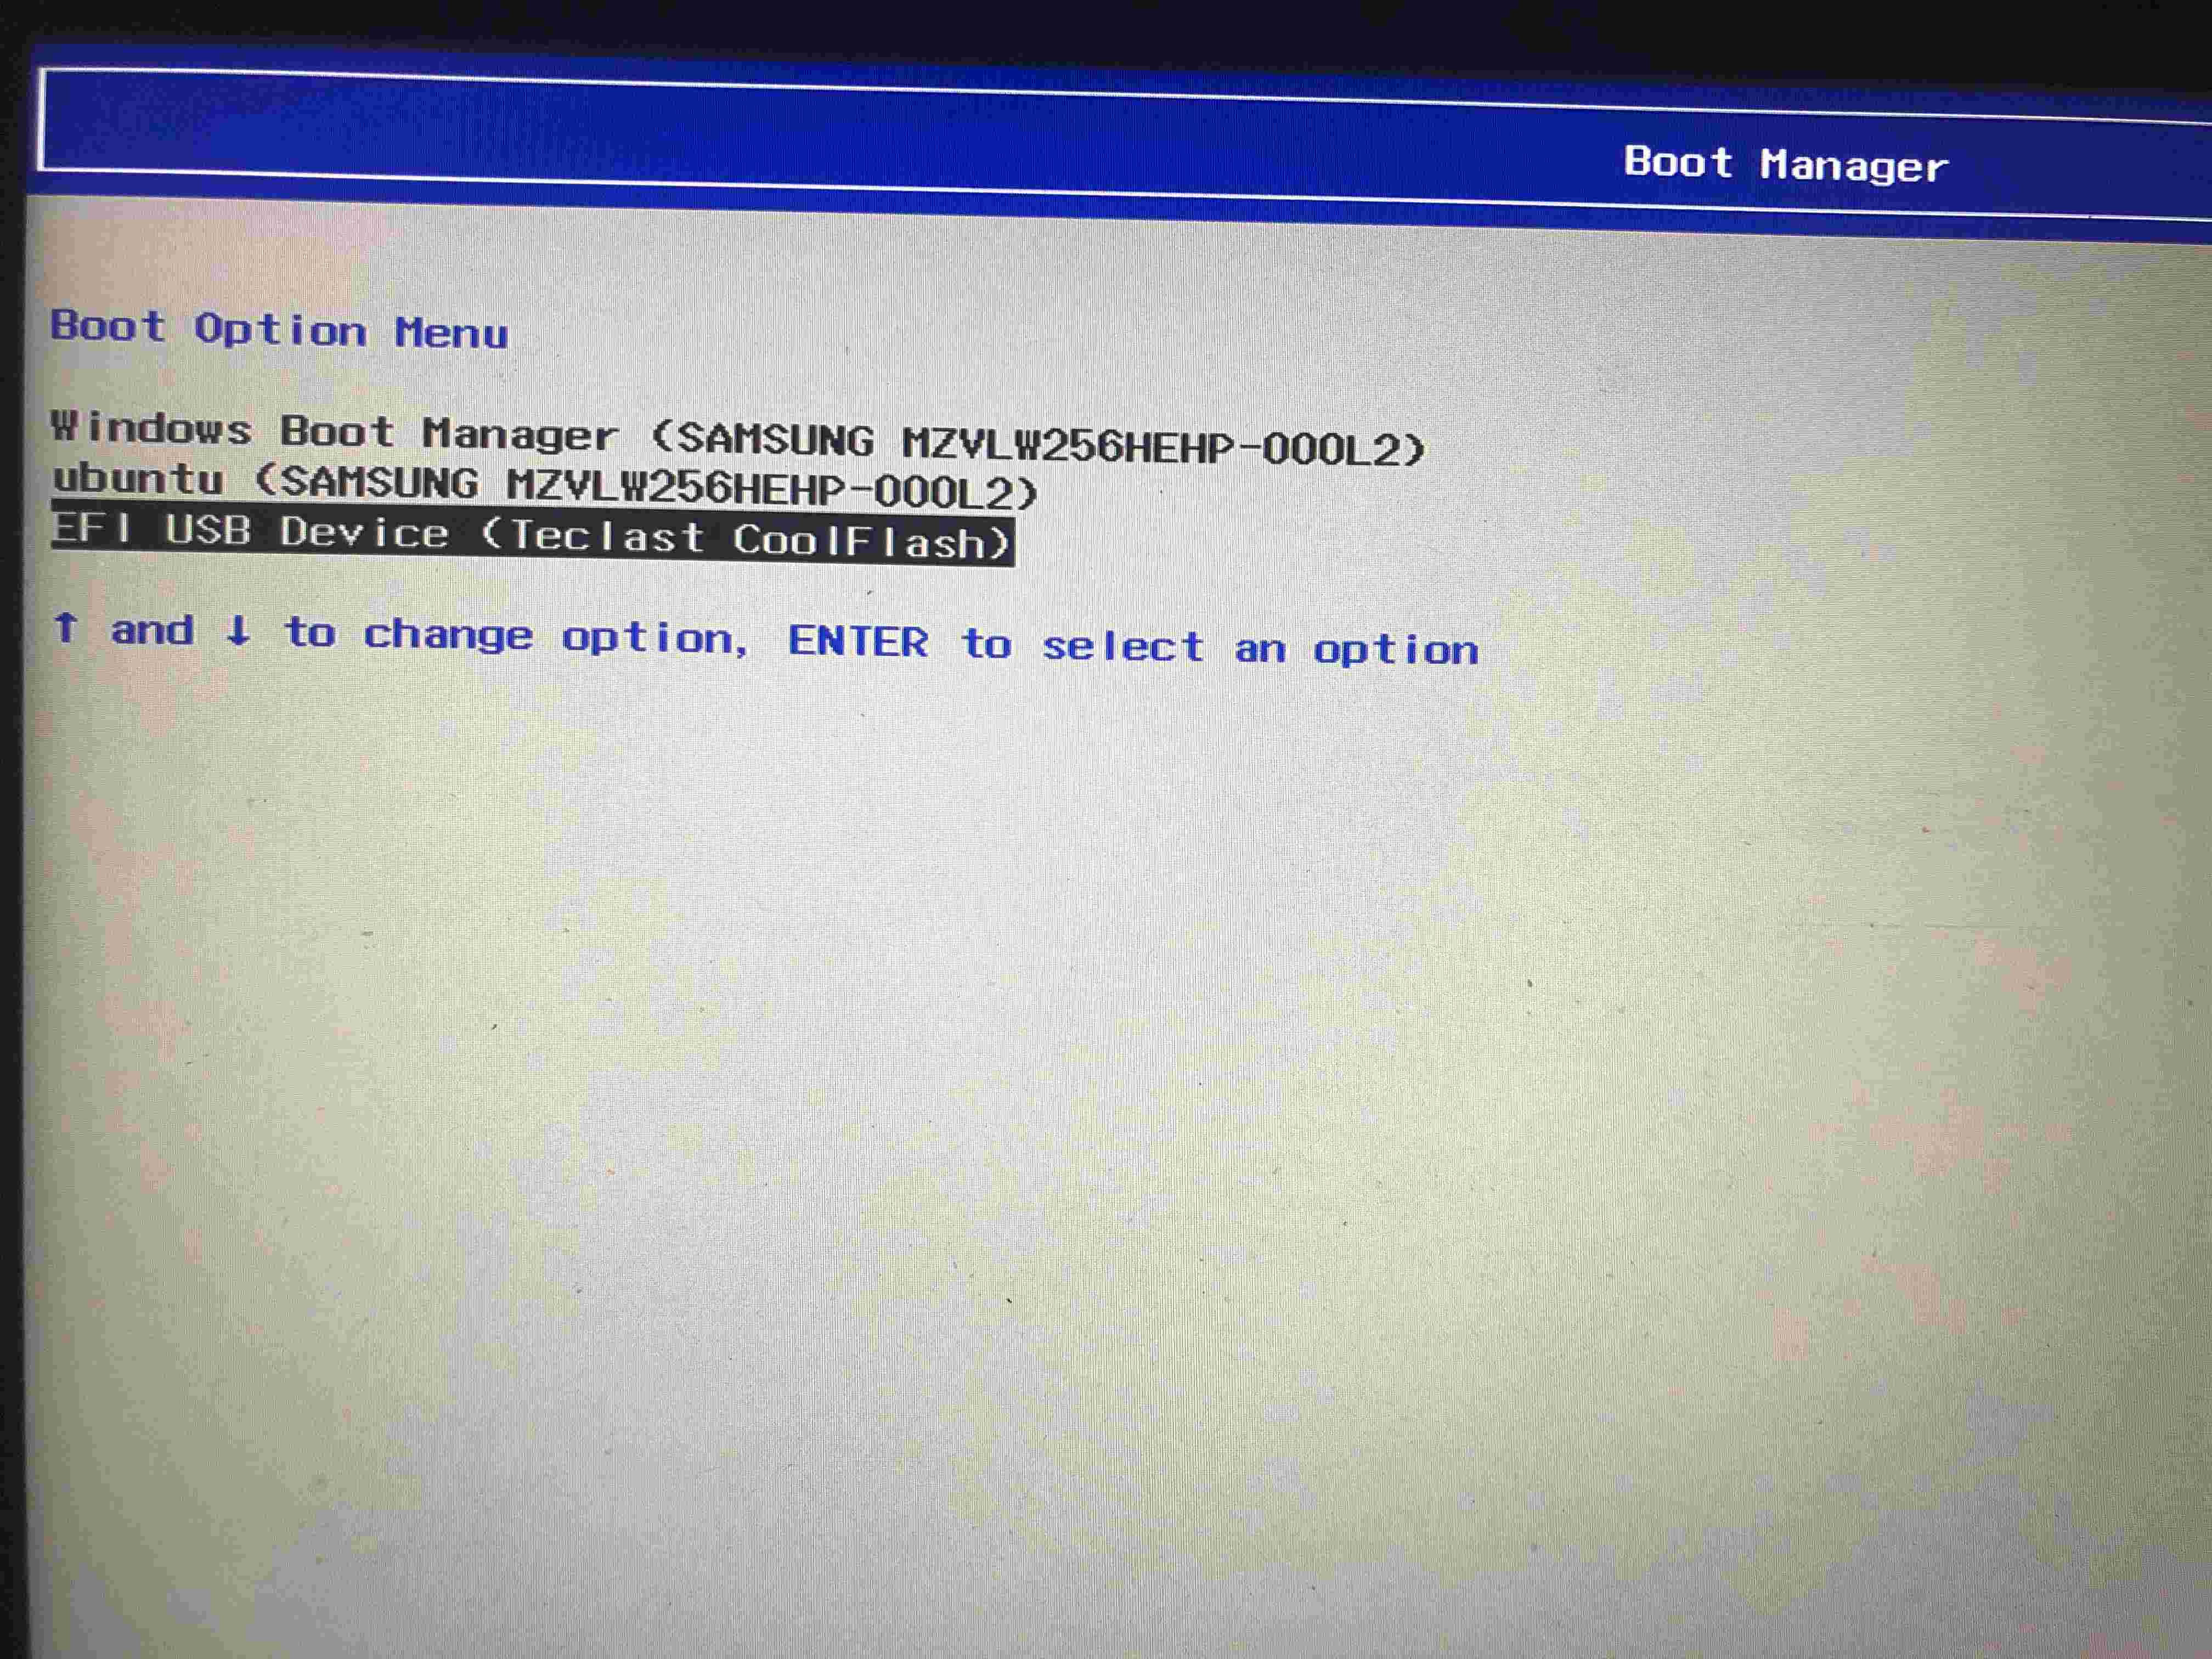 Boot Manager
Boot Option Menu
Windows Boot Manager (SAMSUNG MZVLW256HEHP-000L2)
ubuntu (SAMSUNG MZVLW256HEHP-000L2)
EFI USB Device (Teclast CoolFlash)
↑ and ↓ to change option, ENTER to select an option